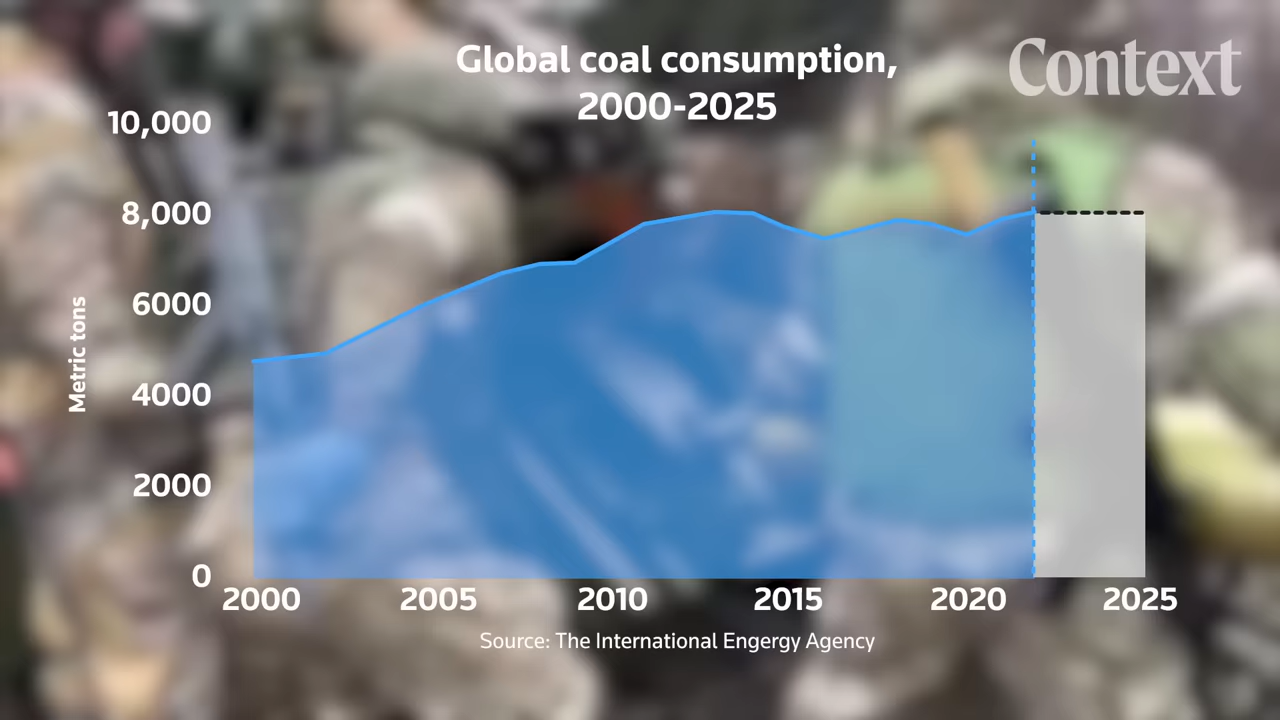 Global coal consumption,
2000-2025
Context
10,000
8,000
6000
4000
2000
0
Metric tons
2000 2005 2010 2015 2020 2025
Source: The International Engergy Agency